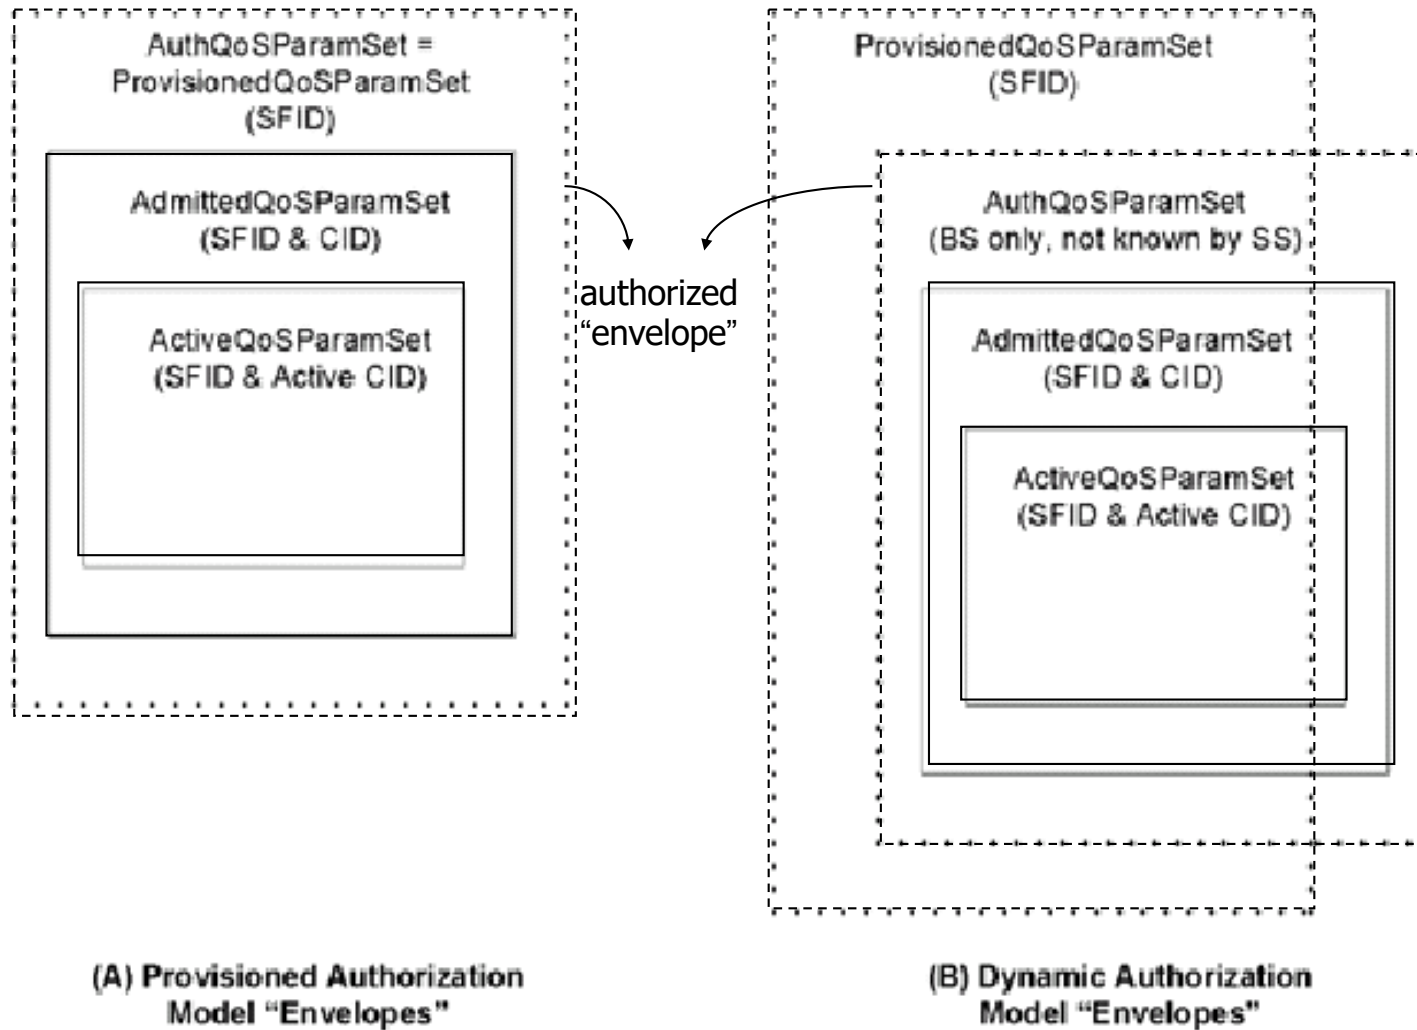 AuthQoSParamSet =
ProvisionedQoSParamSet
(SFID)
AdmittedQoSParamSet
(SFID & CID)
ActiveQoSParamSet
(SFID & Active CID)
authorized
“envelope”
ProvisionedQoSParamSet
(SFID)
AuthQoSParamSet
(BS only, not known by SS)
AdmittedQoSParamSet
(SFID & CID)
ActiveQoSParamSet
(SFID & Active CID)
(A) Provisioned Authorization
Model “Envelopes”
(B) Dynamic Authorization
Model “Envelopes”